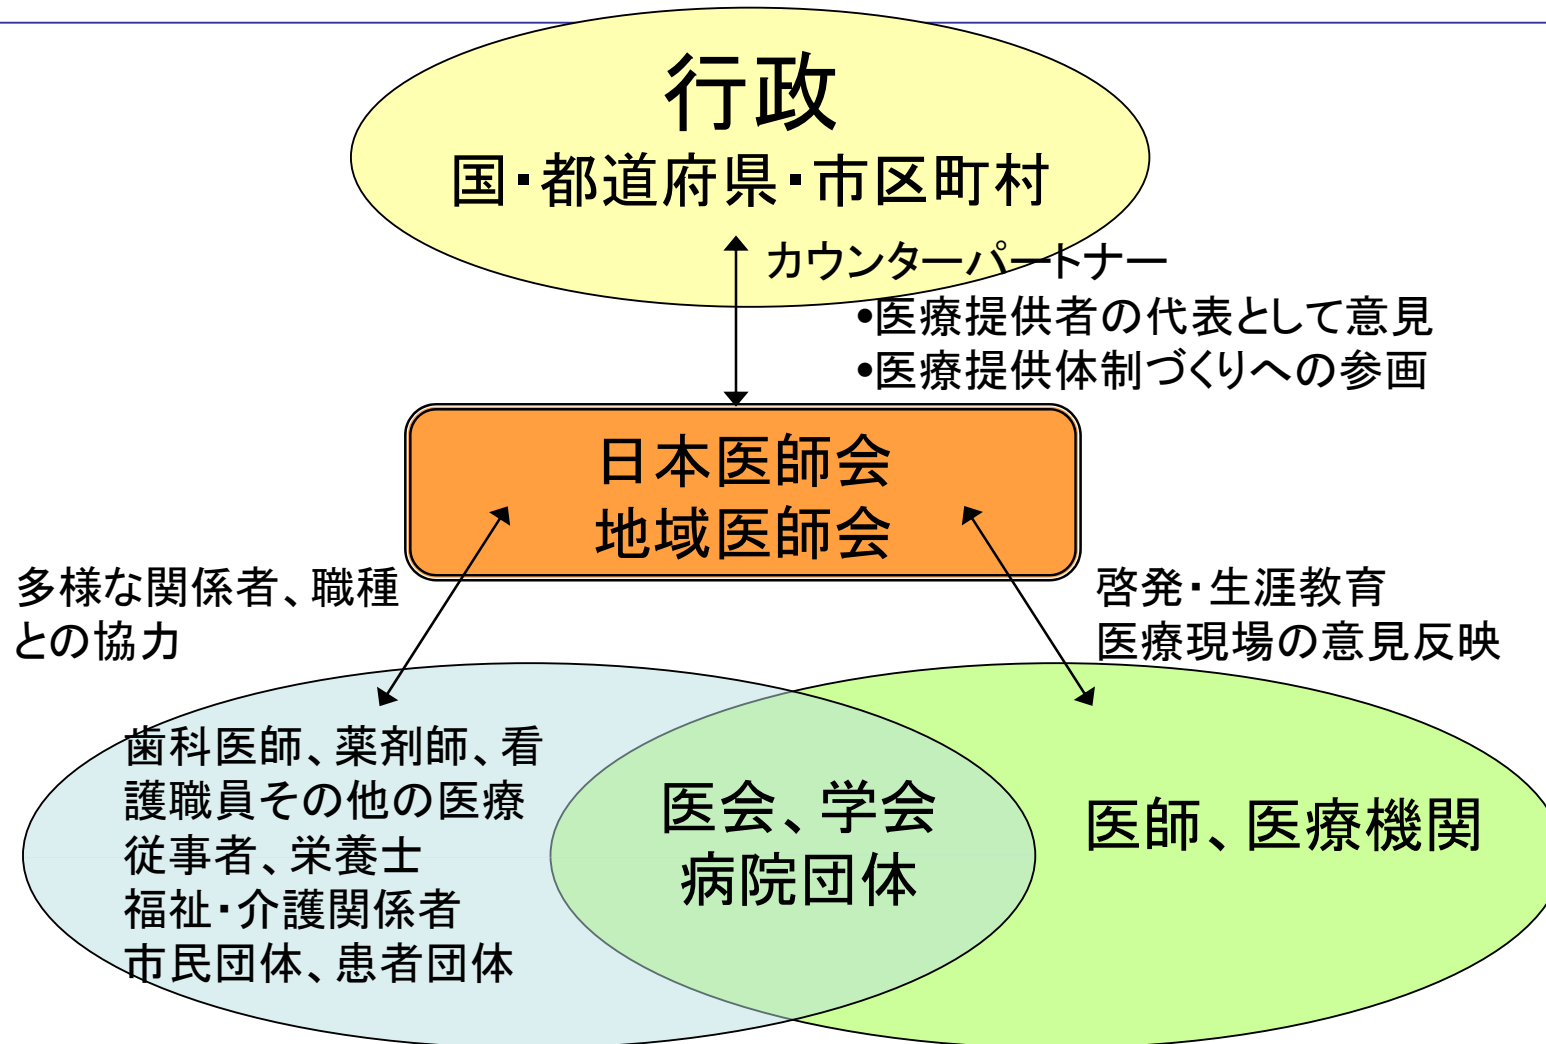 行政
国・都道府県・市区町村
カウンターパートナー
•医療提供者の代表として意見
•医療提供体制づくりへの参画
日本医師会
地域医師会
多様な関係者、職種
との協力
啓発・生涯教育
医療現場の意見反映
歯科医師、薬剤師、看
護職員その他の医療
従事者、栄養士
福祉・介護関係者
市民団体、患者団体
医会、学会
病院団体
医師、医療機関